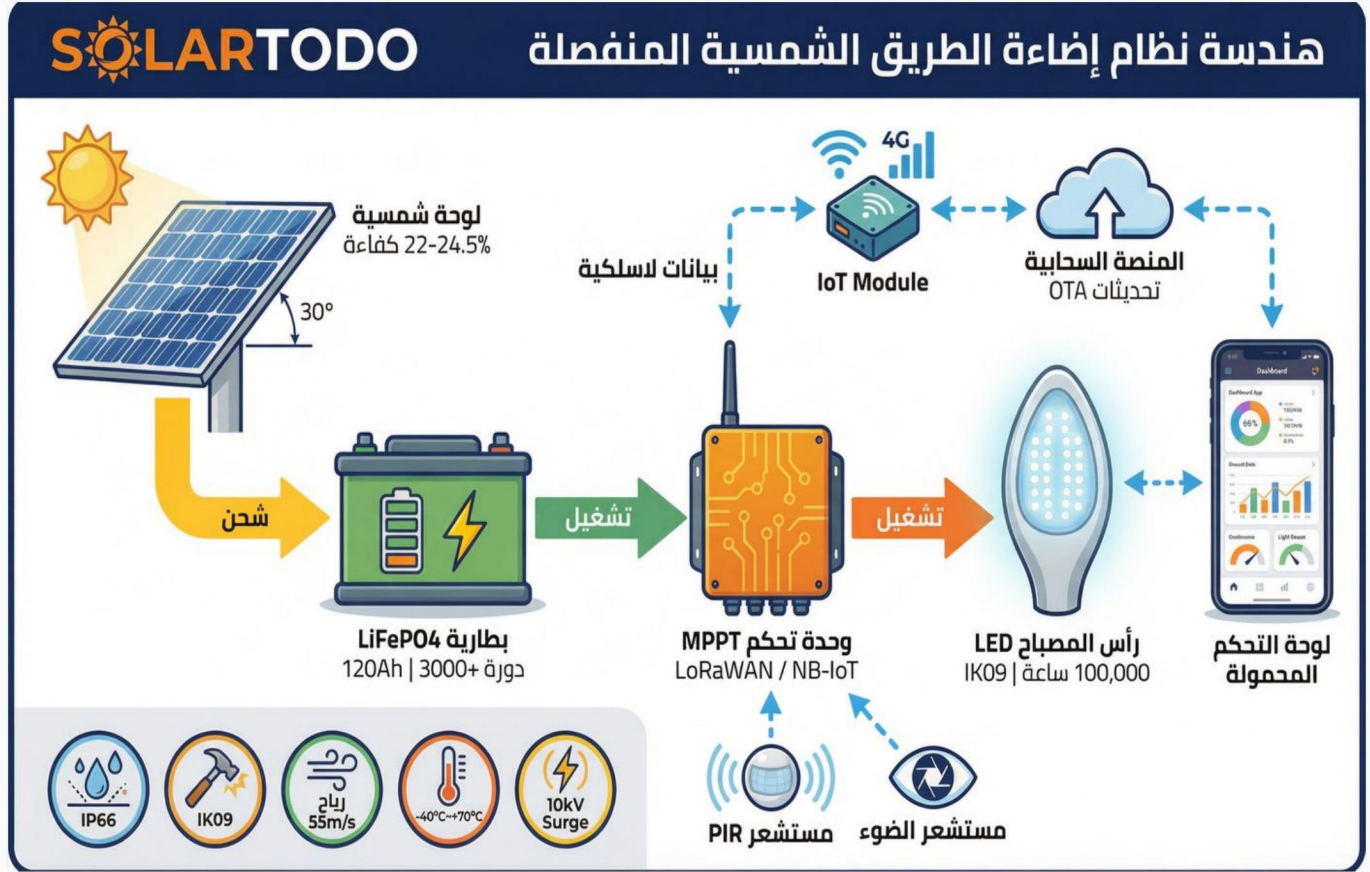 SOLARTODO
هندسة نظام إضاءة الطريق الشمسية المنفصلة
4G
لوحة شمسية
22-24.5% كفاءة
30°
بيانات لاسلكية
IoT Module
المنصة السحابية
تحديثات OTA
Dashboard
Dashboard App
66%
شحن
تشغيل
تشغيل
بطارية LiFePO4
120Ah | 3000+ دورة
وحدة تحكم MPPT
LoRaWAN / NB-IoT
رأس المصباح LED
IK09 | 100,000 ساعة
لوحة التحكم
المحمولة
IP66
IK09
رياح
55m/s
-40°C~+70°C
10kV
Surge
مستشعر PIR
مستشعر الضوء